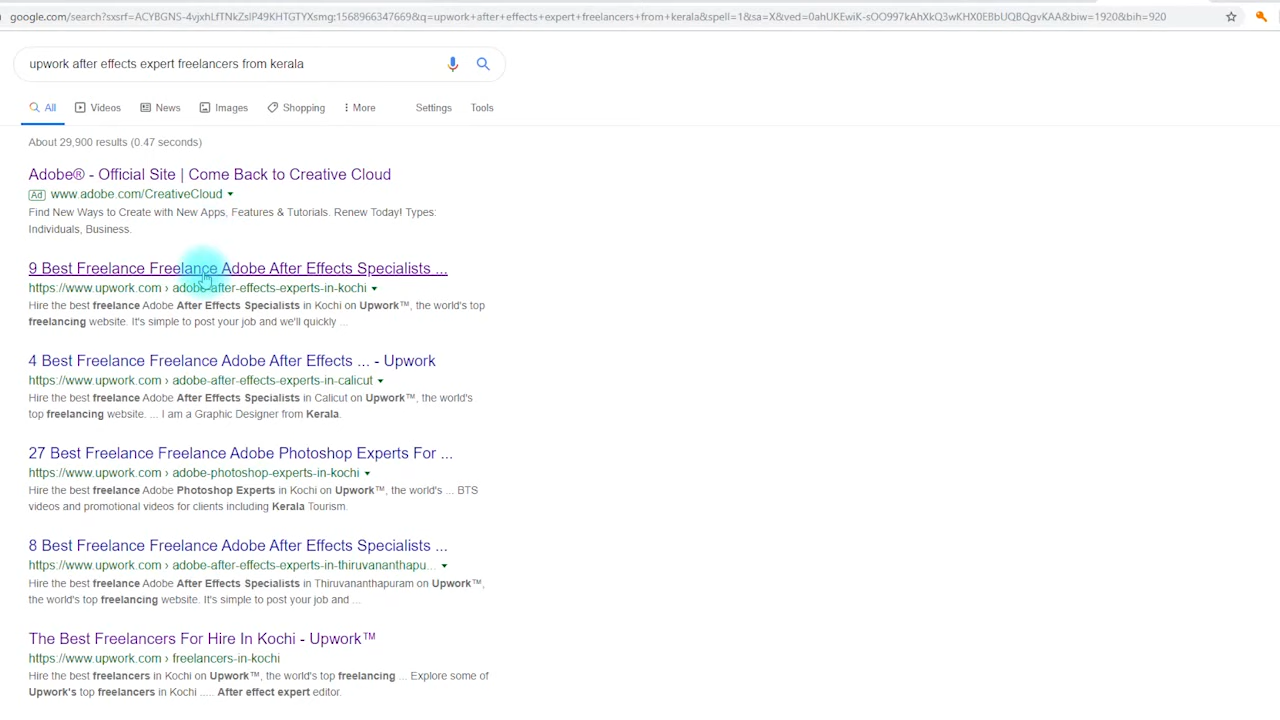 google.com/search?sxsrf=ACYBGNS-4vjxhLfTNkZslP49KHTGTYXsmg:1568966347669&q=upwork+after+effects+expert+freelancers+from+kerala&spell=1&sa=X&ved=0ahUKEwiK-sOO997kAhXkQ3wKHX0EBbUQBQgvKAA&biw=1920&bih=920
upwork after effects expert freelancers from kerala
All Videos News Images Shopping More Settings Tools
About 29,900 results (0.47 seconds)
Adobe® - Official Site | Come Back to Creative Cloud
Ad www.adobe.com/CreativeCloud
Find New Ways to Create with New Apps, Features & Tutorials. Renew Today! Types:
Individuals, Business.
9 Best Freelance Freelance Adobe After Effects Specialists ...
https://www.upwork.com › adobe-after-effects-experts-in-kochi
Hire the best freelance Adobe After Effects Specialists in Kochi on Upwork™, the world's top
freelancing website. It's simple to post your job and we'll quickly ...
4 Best Freelance Freelance Adobe After Effects ... - Upwork
https://www.upwork.com › adobe-after-effects-experts-in-calicut
Hire the best freelance Adobe After Effects Specialists in Calicut on Upwork™, the world's
top freelancing website. ... I am a Graphic Designer from Kerala.
27 Best Freelance Freelance Adobe Photoshop Experts For ...
https://www.upwork.com › adobe-photoshop-experts-in-kochi
Hire the best freelance Adobe Photoshop Experts in Kochi on Upwork™, the world's ... BTS
videos and promotional videos for clients including Kerala Tourism.
8 Best Freelance Freelance Adobe After Effects Specialists ...
https://www.upwork.com › adobe-after-effects-experts-in-thiruvananthapu...
Hire the best freelance Adobe After Effects Specialists in Thiruvananthapuram on Upwork™,
the world's top freelancing website. It's simple to post your job and ...
The Best Freelancers For Hire In Kochi - Upwork™
https://www.upwork.com › freelancers-in-kochi
Hire the best freelancers in Kochi on Upwork™, the world's top freelancing ... Explore some of
Upwork's top freelancers in Kochi ..... After effect expert editor.